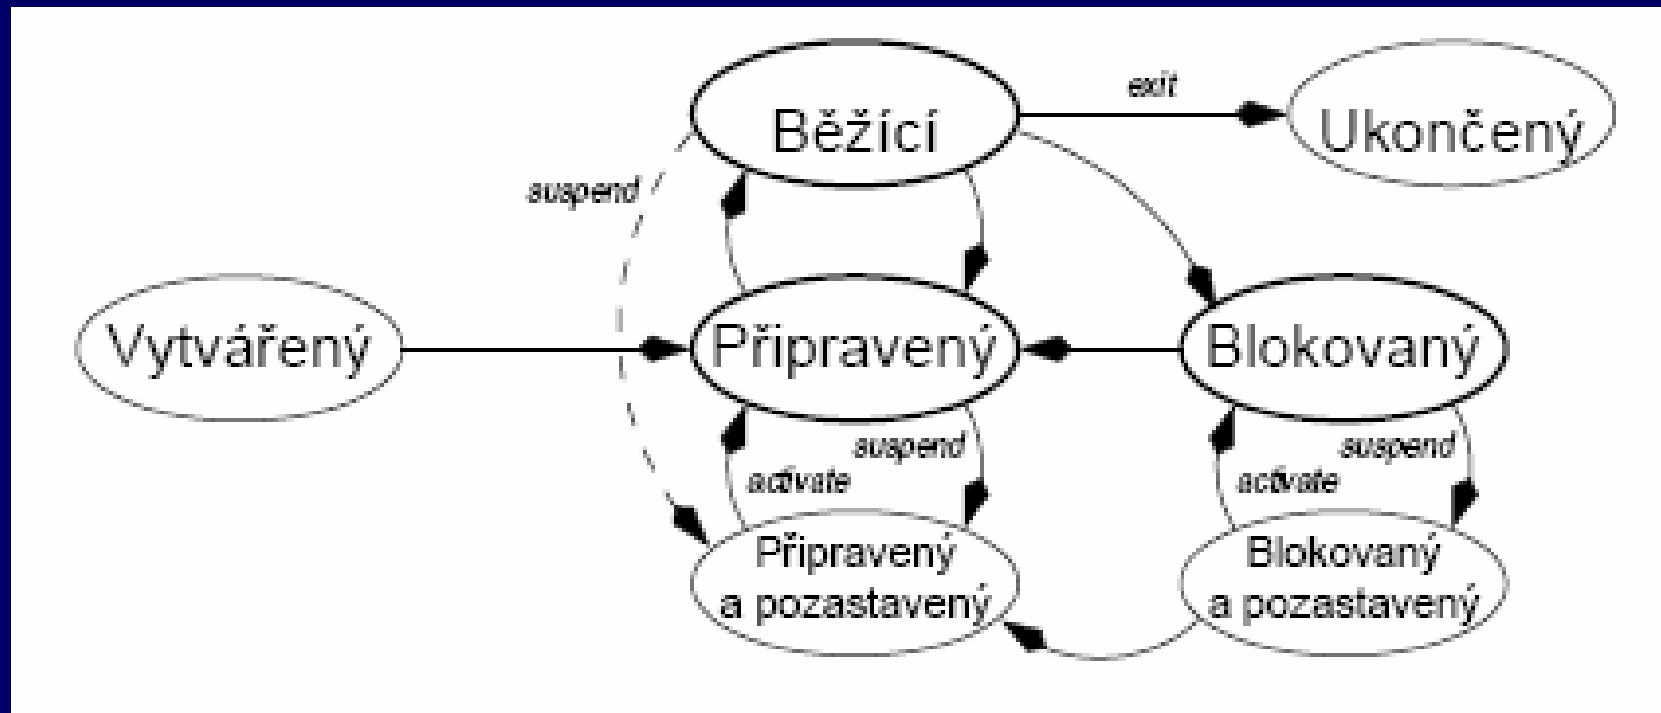 exit
Běžící
Ukončený
suspend
Vytvářený
Připravený
Blokovaný
suspend
activate
suspend
activate
Připravený
a pozastavený
Blokovaný
a pozastavený